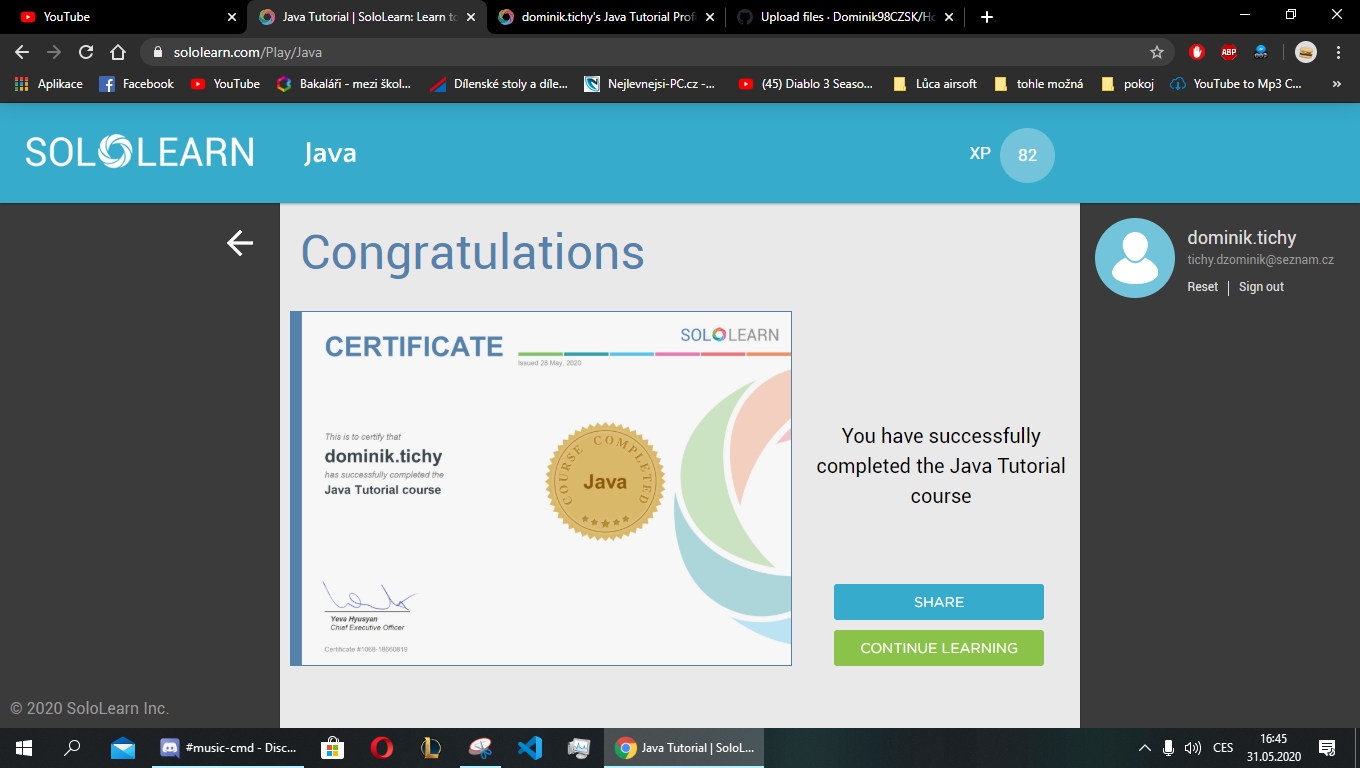 YouTube
Java Tutorial | SoloLearn: Learn to
dominik.tichy's Java Tutorial Profi
Upload files · Dominik98CZSK/Ho
sololearn.com/Play/Java
ABP
Aplikace
Facebook
YouTube
Bakaláři - mezi škol...
Dílenské stoly a díle...
Nejlevnejsi-PC.cz -...
(45) Diablo 3 Seaso...
Lůca airsoft
tohle možná
pokoj
YouTube to Mp3 C...
»
SOLOLEARN
Java
XP
82
dominik.tichy
tichy.dzominik@seznam.cz
Reset | Sign out
Congratulations
CERTIFICATE
SOLOLEARN
Issued 28 May, 2020
This is to certify that
dominik.tichy
has successfully completed the
Java Tutorial course
COURSE COMPLETED
Java
Yeva Hyusyan
Chief Executive Officer
Certificate #1068-18660819
You have successfully
completed the Java Tutorial
course
SHARE
CONTINUE LEARNING
© 2020 SoloLearn Inc.
#music-cmd - Disc...
Java Tutorial | SoloL...
CES
16:45
31.05.2020